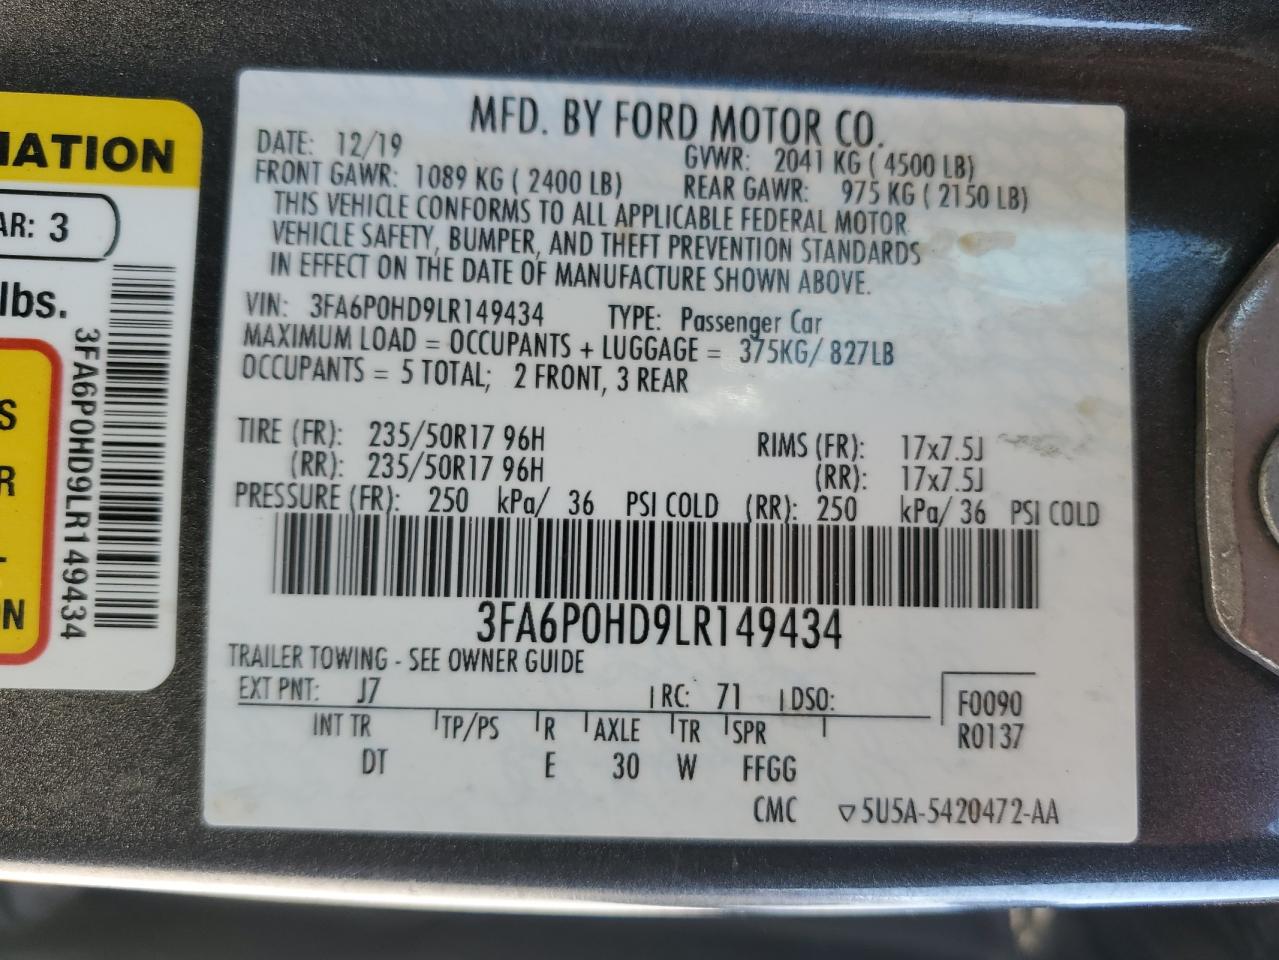 IATION
AR: 3
lbs.
S
R
L
N
3FA6P0HD9LR149434
MFD. BY FORD MOTOR CO.
DATE: 12/19 GVWR: 2041 KG ( 4500 LB)
FRONT GAWR: 1089 KG ( 2400 LB) REAR GAWR: 975 KG ( 2150 LB)
THIS VEHICLE CONFORMS TO ALL APPLICABLE FEDERAL MOTOR
VEHICLE SAFETY, BUMPER, AND THEFT PREVENTION STANDARDS
IN EFFECT ON THE DATE OF MANUFACTURE SHOWN ABOVE.
VIN: 3FA6P0HD9LR149434 TYPE: Passenger Car
MAXIMUM LOAD = OCCUPANTS + LUGGAGE = 375KG/ 827LB
OCCUPANTS = 5 TOTAL; 2 FRONT, 3 REAR
TIRE (FR): 235/50R17 96H RIMS (FR): 17x7.5J
(RR): 235/50R17 96H (RR): 17x7.5J
PRESSURE (FR): 250 kPa/ 36 PSI COLD (RR): 250 kPa/ 36 PSI COLD
3FA6P0HD9LR149434
TRAILER TOWING - SEE OWNER GUIDE
EXT PNT: J7 RC: 71 DSO: F0090
INT TR TP/PS R AXLE TR SPR R0137
DT E 30 W FFGG
CMC ▽5U5A-5420472-AA